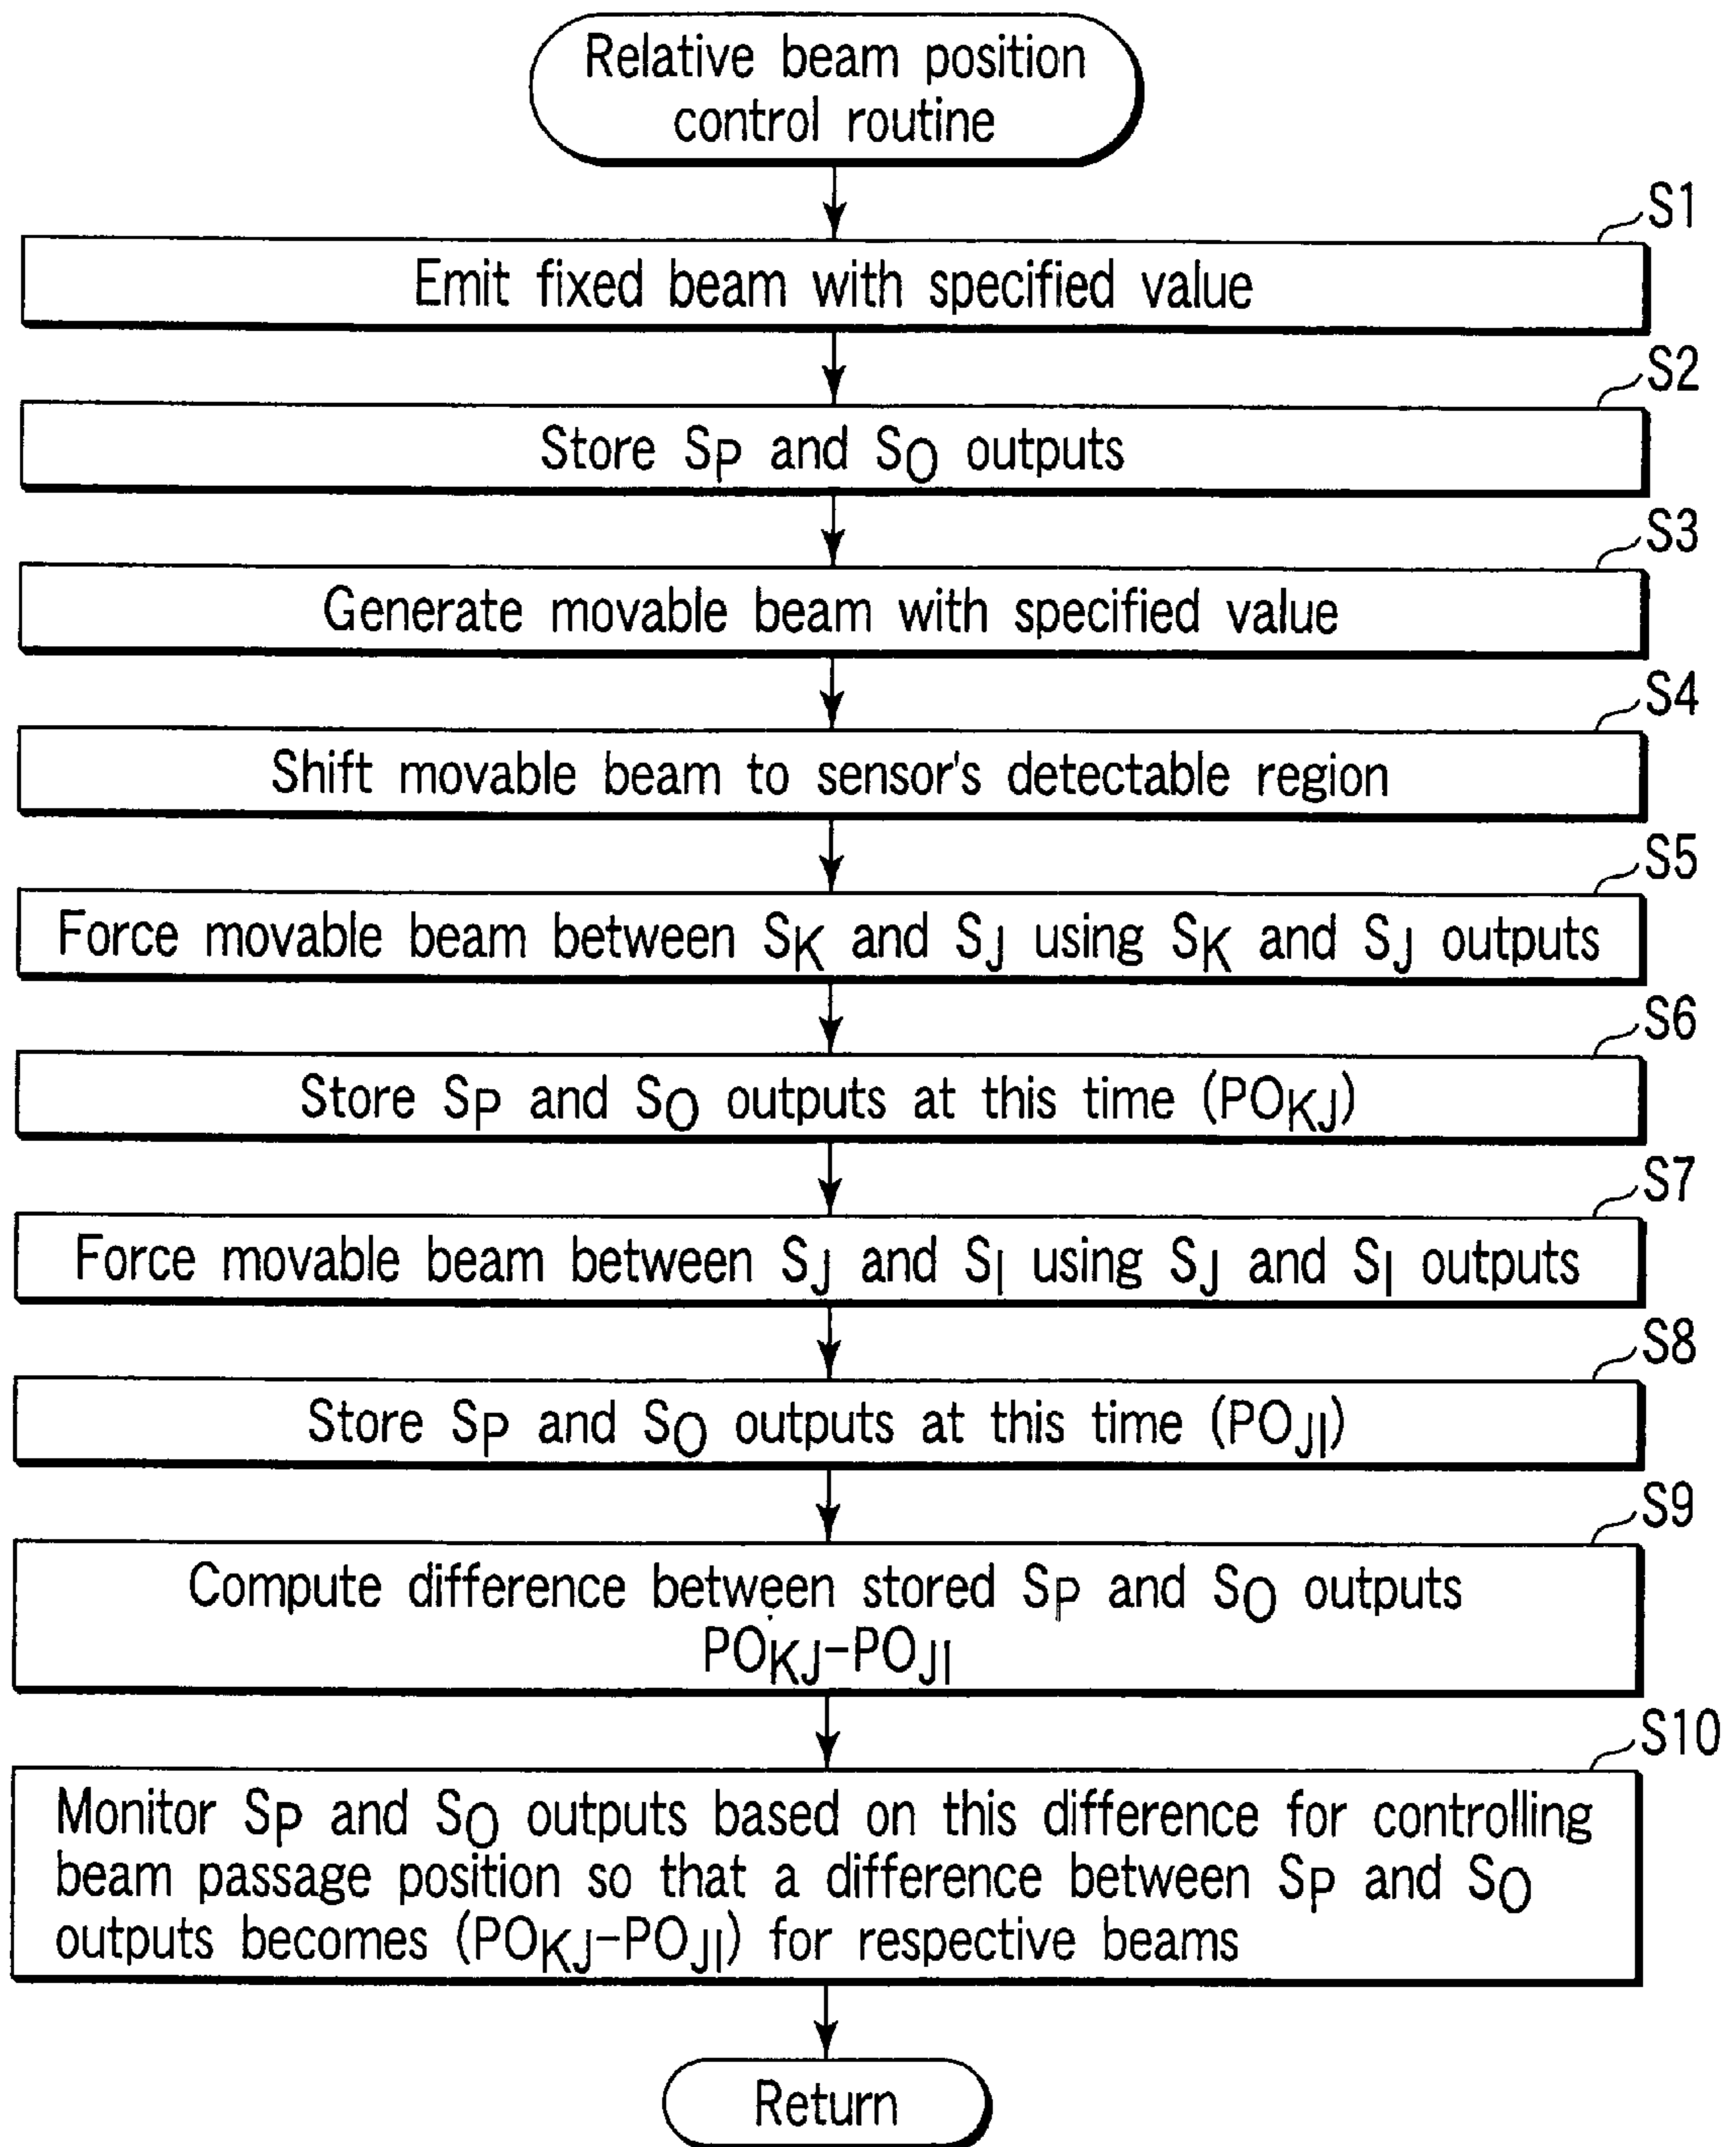 Relative beam position
control routine
S1
Emit fixed beam with specified value
S2
Store SP and SO outputs
S3
Generate movable beam with specified value
S4
Shift movable beam to sensor's detectable region
S5
Force movable beam between SK and SJ using SK and SJ outputs
S6
Store SP and SO outputs at this time (POKJ)
S7
Force movable beam between SJ and SI using SJ and SI outputs
S8
Store SP and SO outputs at this time (POJI)
S9
Compute difference between stored SP and SO outputs
POKJ-POJI
S10
Monitor SP and SO outputs based on this difference for controlling
beam passage position so that a difference between SP and SO
outputs becomes (POKJ-POJI) for respective beams
Return